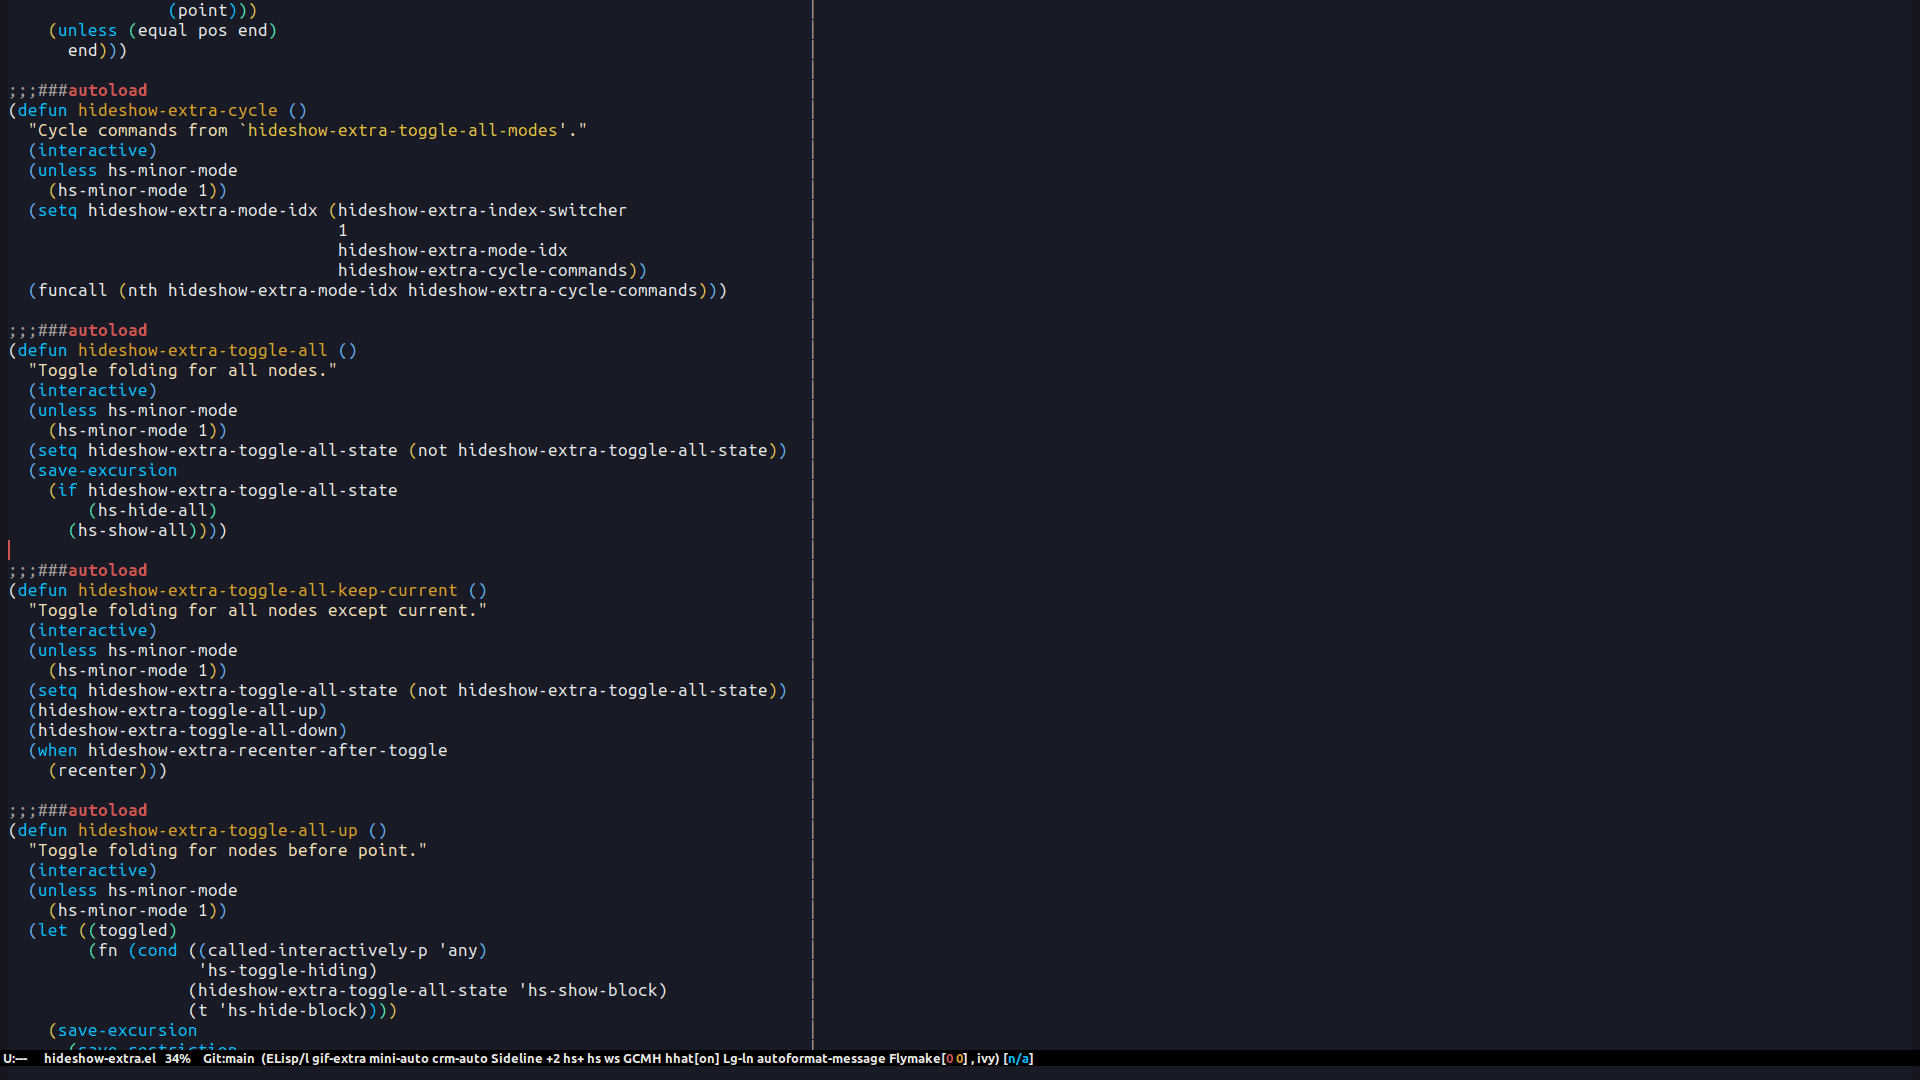 (point)))
    (unless (equal pos end)
      end)))

;;;###autoload
(defun hideshow-extra-cycle ()
  "Cycle commands from `hideshow-extra-toggle-all-modes'."
  (interactive)
  (unless hs-minor-mode
    (hs-minor-mode 1))
  (setq hideshow-extra-mode-idx (hideshow-extra-index-switcher
                                 1
                                 hideshow-extra-mode-idx
                                 hideshow-extra-cycle-commands))
  (funcall (nth hideshow-extra-mode-idx hideshow-extra-cycle-commands)))

;;;###autoload
(defun hideshow-extra-toggle-all ()
  "Toggle folding for all nodes."
  (interactive)
  (unless hs-minor-mode
    (hs-minor-mode 1))
  (setq hideshow-extra-toggle-all-state (not hideshow-extra-toggle-all-state))
  (save-excursion
    (if hideshow-extra-toggle-all-state
        (hs-hide-all)
      (hs-show-all))))

;;;###autoload
(defun hideshow-extra-toggle-all-keep-current ()
  "Toggle folding for all nodes except current."
  (interactive)
  (unless hs-minor-mode
    (hs-minor-mode 1))
  (setq hideshow-extra-toggle-all-state (not hideshow-extra-toggle-all-state))
  (hideshow-extra-toggle-all-up)
  (hideshow-extra-toggle-all-down)
  (when hideshow-extra-recenter-after-toggle
    (recenter)))

;;;###autoload
(defun hideshow-extra-toggle-all-up ()
  "Toggle folding for nodes before point."
  (interactive)
  (unless hs-minor-mode
    (hs-minor-mode 1))
  (let ((toggled)
        (fn (cond ((called-interactively-p 'any)
                   'hs-toggle-hiding)
                  (hideshow-extra-toggle-all-state 'hs-show-block)
                  (t 'hs-hide-block))))
    (save-excursion
      (save-restriction
U:--- hideshow-extra.el 34% Git:main (ELisp/l gif-extra mini-auto crm-auto Sideline +2 hs+ hs ws GCMH hhat[on] Lg-ln autoformat-message Flymake[0 0] , ivy) [n/a]